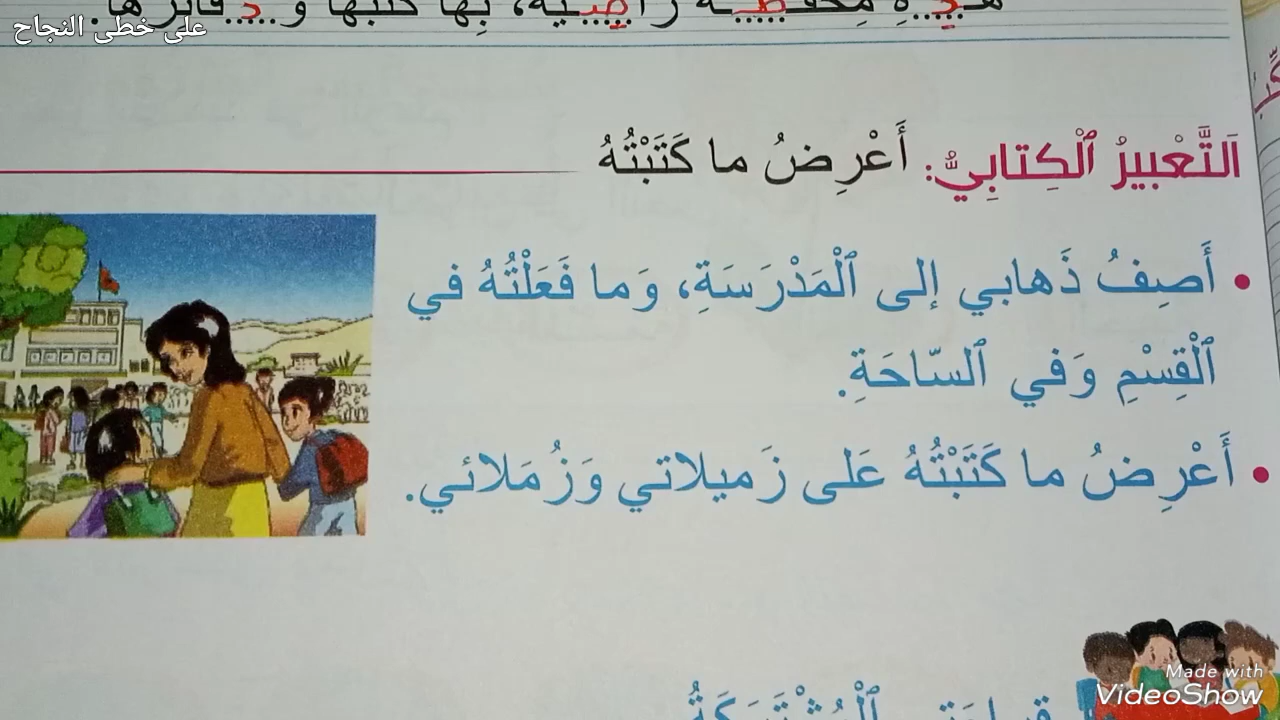 على خطى النجاح
اَلتَّعْبيرُ ٱلْكِتابِيُّ: أَعْرِضُ ما كَتَبْتُهُ
• أَصِفُ ذَهابي إلى ٱلْمَدْرَسَةِ، وَما فَعَلْتُهُ في
ٱلْقِسْمِ وَفي ٱلسّاحَةِ.
• أَعْرِضُ ما كَتَبْتُهُ عَلى زَميلاتي وَزُمَلائي.
Made with
VideoShow